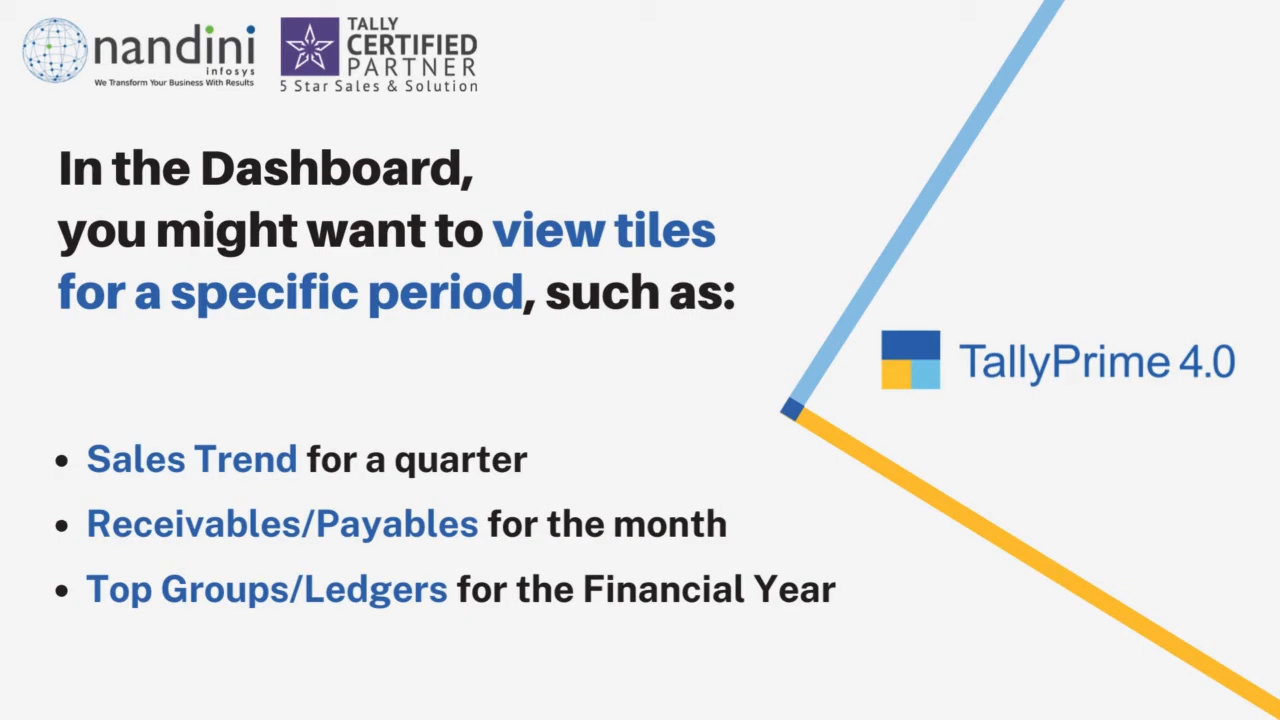 nandini
infosys
We Transform Your Business With Results
TALLY
CERTIFIED
PARTNER
5 Star Sales & Solution
In the Dashboard,
you might want to view tiles
for a specific period, such as:
TallyPrime 4.0
• Sales Trend for a quarter
• Receivables/Payables for the month
• Top Groups/Ledgers for the Financial Year